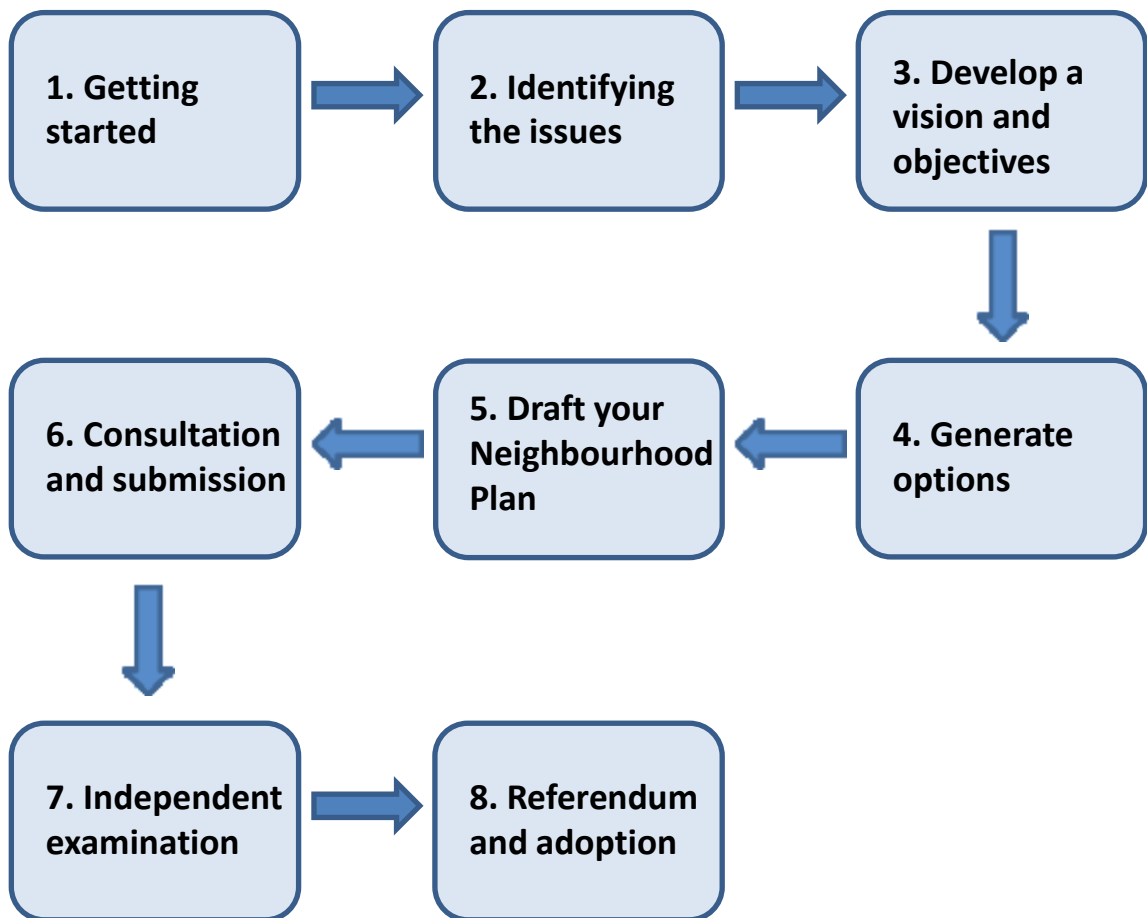 1. Getting
started
2. Identifying
the issues
3. Develop a
vision and
objectives
4. Generate
options
5. Draft your
Neighbourhood
Plan
6. Consultation
and submission
7. Independent
examination
8. Referendum
and adoption